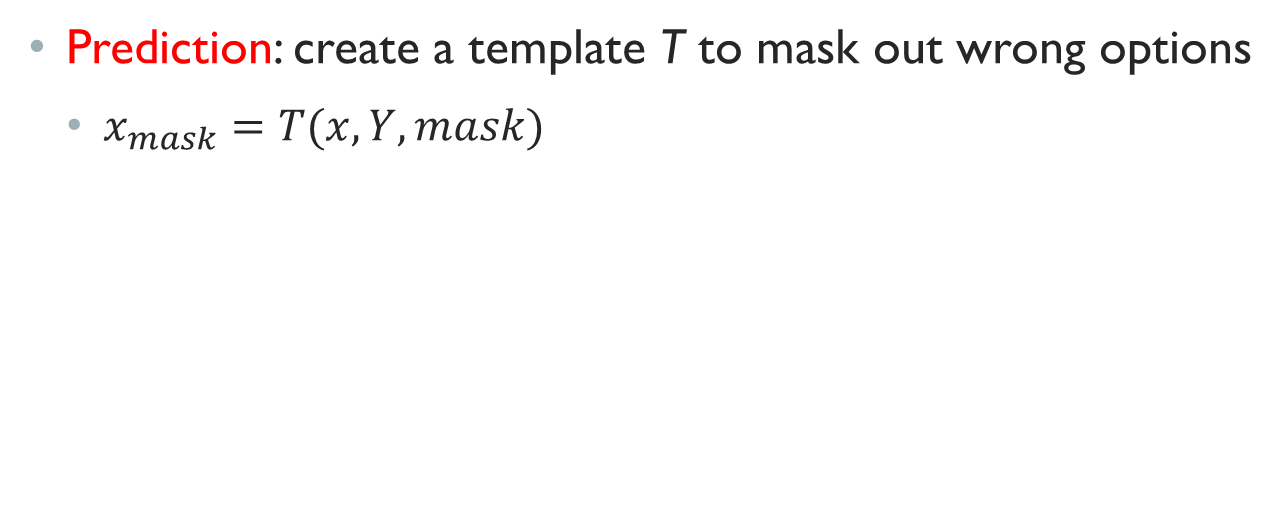 • Prediction: create a template T to mask out wrong options
• x_mask = T(x, Y, mask)